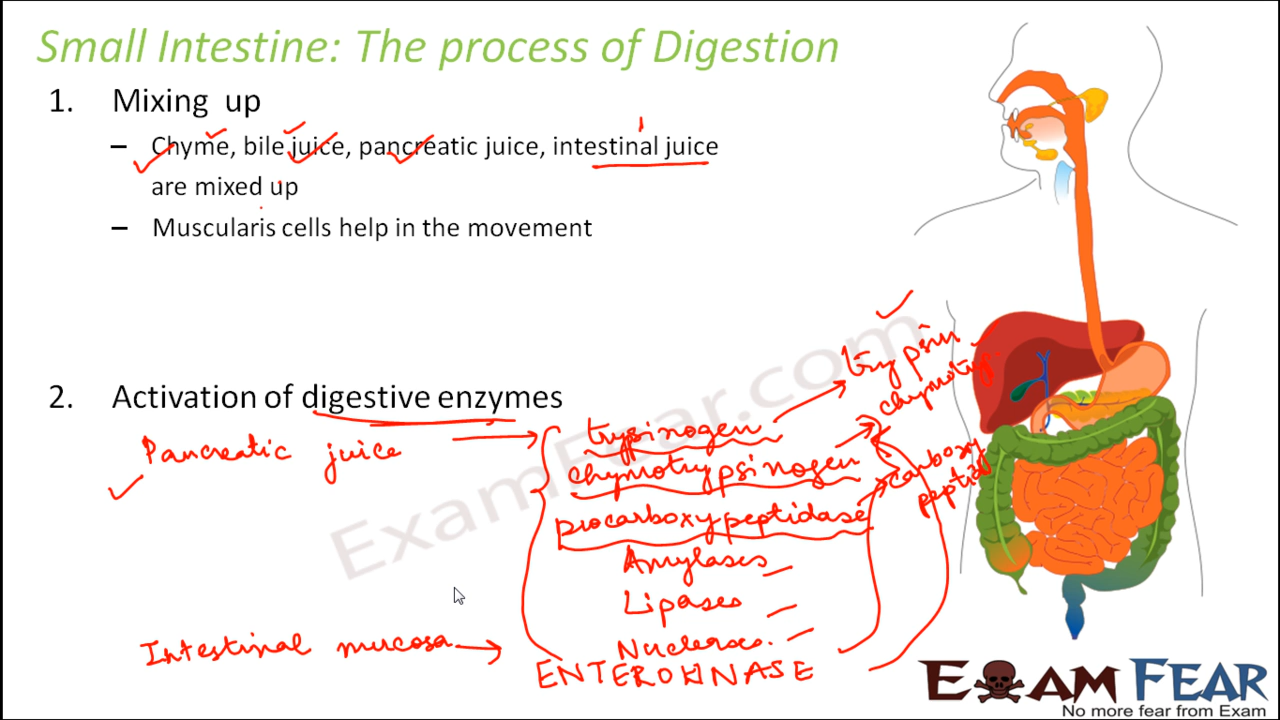 Small Intestine: The process of Digestion
1. Mixing up
– Chyme, bile juice, pancreatic juice, intestinal juice
are mixed up
– Muscularis cells help in the movement
2. Activation of digestive enzymes
Pancreatic juice
trypsinogen
chymotrypsinogen
procarboxypeptidase
Amylases
Lipases
trypsin
chymotryp
carboxy
Intestinal mucosa
ENTEROKINASE
ExamFear.com
EXAM FEAR
No more fear from Exam